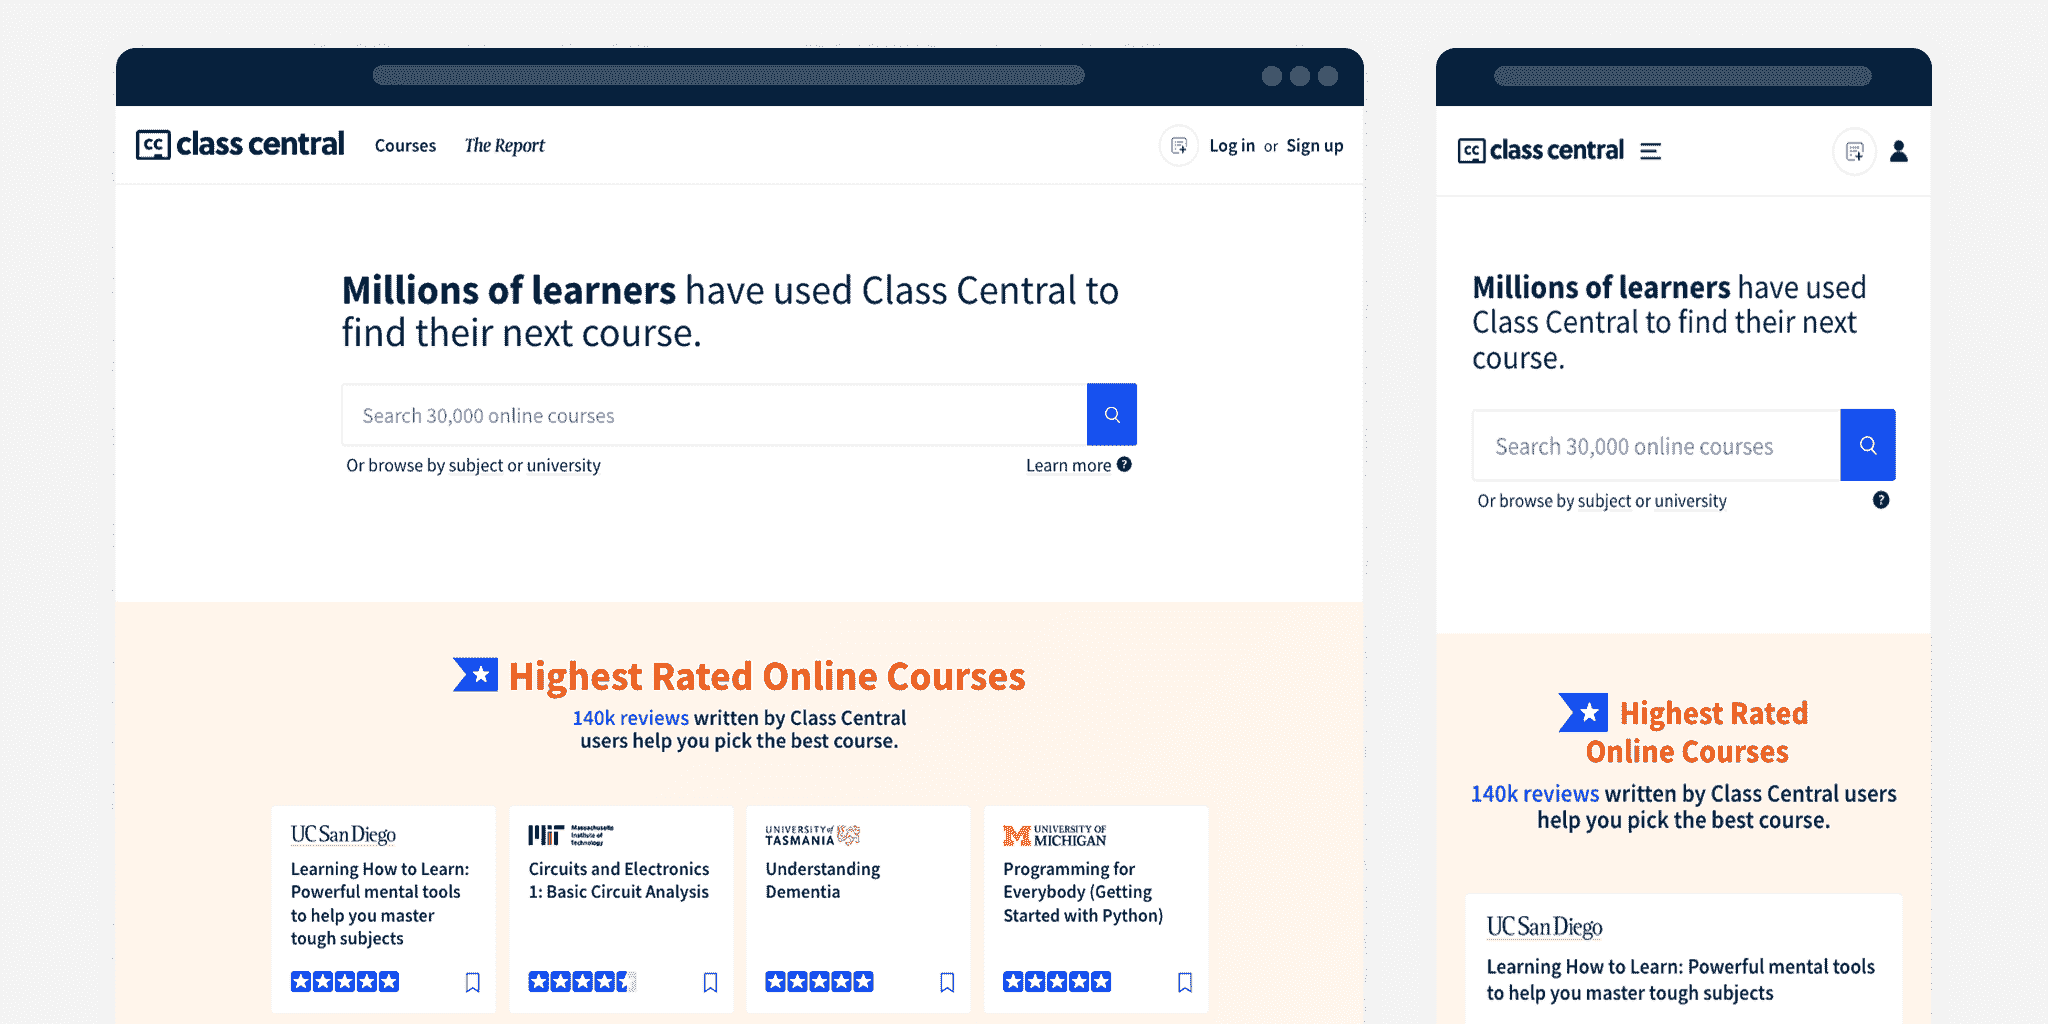 cc class central
Courses
The Report
Log in or Sign up
Millions of learners have used Class Central to
find their next course.
Search 30,000 online courses
Or browse by subject or university
Learn more ?
Highest Rated Online Courses
140k reviews written by Class Central
users help you pick the best course.
UC San Diego
Learning How to Learn:
Powerful mental tools
to help you master
tough subjects
MIT Massachusetts
Institute of
Technology
Circuits and Electronics
1: Basic Circuit Analysis
UNIVERSITY of
TASMANIA
Understanding
Dementia
M UNIVERSITY OF
MICHIGAN
Programming for
Everybody (Getting
Started with Python)
cc class central
Millions of learners have used
Class Central to find their next
course.
Search 30,000 online courses
Or browse by subject or university
?
Highest Rated
Online Courses
140k reviews written by Class Central users
help you pick the best course.
UC San Diego
Learning How to Learn: Powerful mental tools
to help you master tough subjects